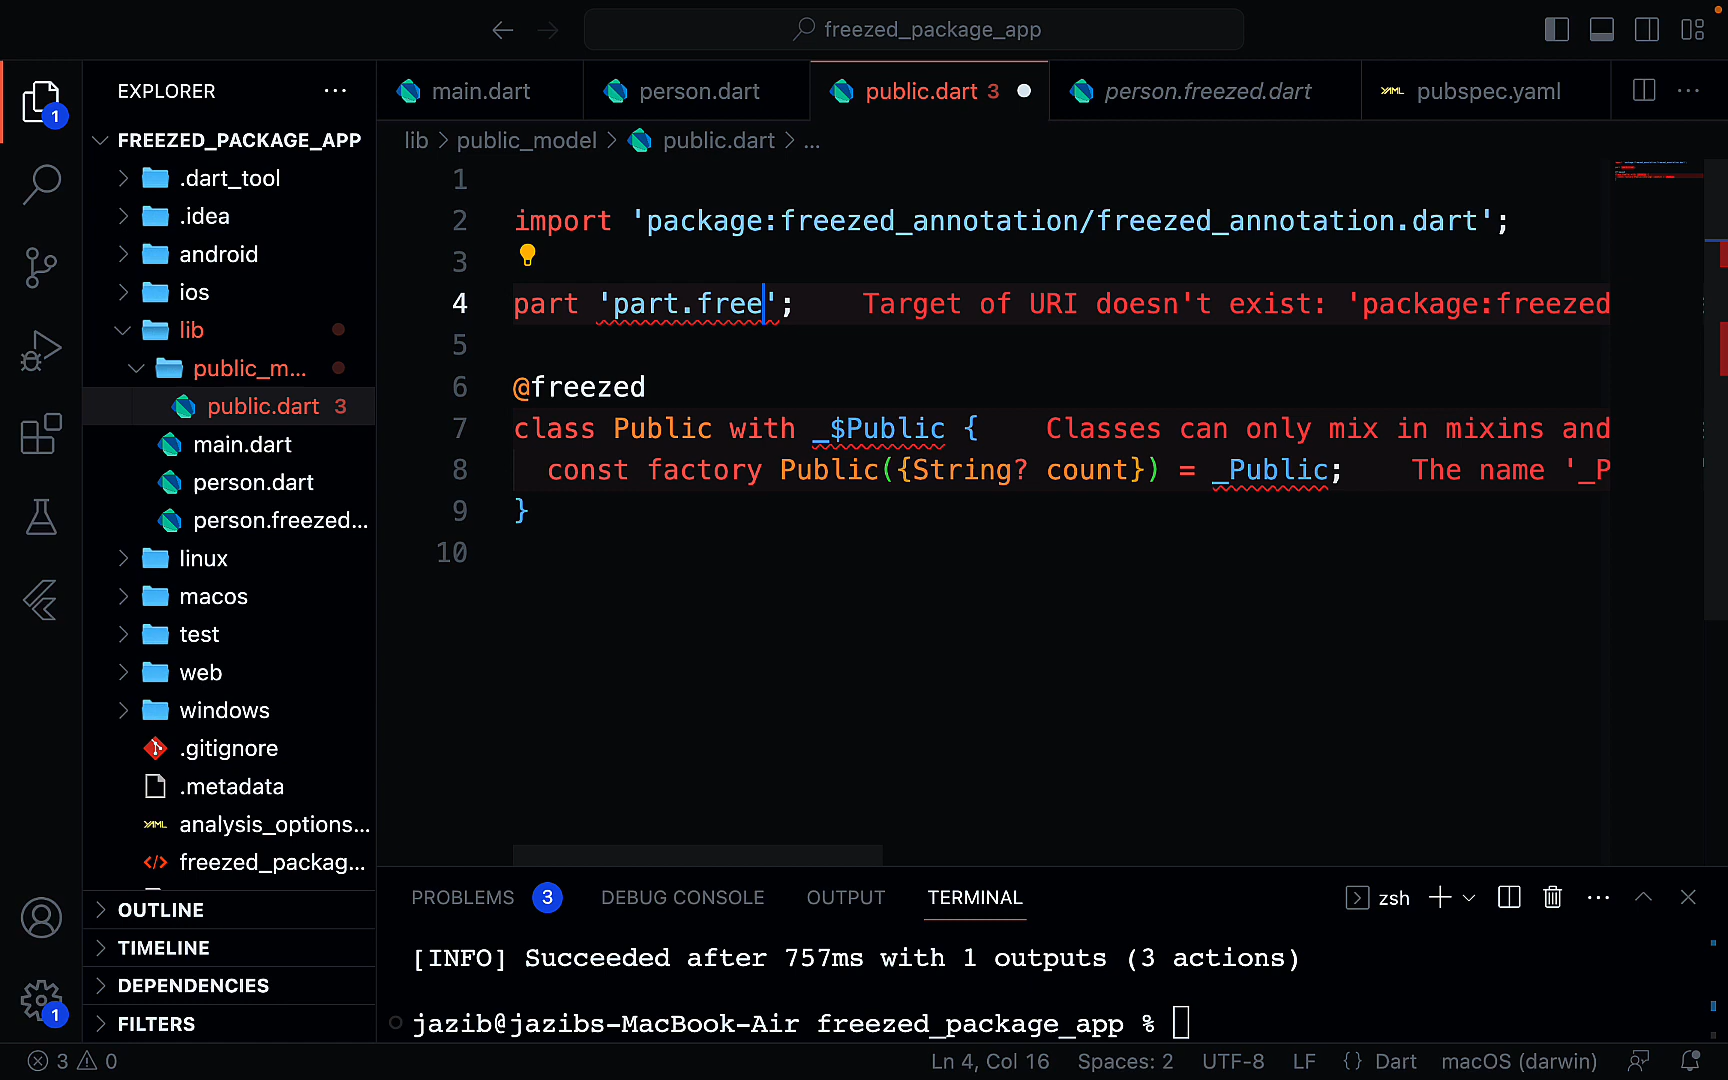 freezed_package_app
1
EXPLORER
FREEZED_PACKAGE_APP
.dart_tool
.idea
android
ios
lib
public_m...
public.dart 3
main.dart
person.dart
person.freezed...
linux
macos
test
web
windows
.gitignore
.metadata
analysis_options...
freezed_packag...
OUTLINE
TIMELINE
DEPENDENCIES
FILTERS
1
main.dart
person.dart
public.dart 3
person.freezed.dart
YAML pubspec.yaml
lib > public_model > public.dart > ...
1
2 import 'package:freezed_annotation/freezed_annotation.dart';
3
4 part 'part.free'; Target of URI doesn't exist: 'package:freezed
5
6 @freezed
7 class Public with _$Public { Classes can only mix in mixins and
8 const factory Public({String? count}) = _Public; The name '_P
9 }
10
PROBLEMS 3 DEBUG CONSOLE OUTPUT TERMINAL zsh
[INFO] Succeeded after 757ms with 1 outputs (3 actions)
jazib@jazibs-MacBook-Air freezed_package_app %
3 0 Ln 4, Col 16 Spaces: 2 UTF-8 LF {} Dart macOS (darwin)